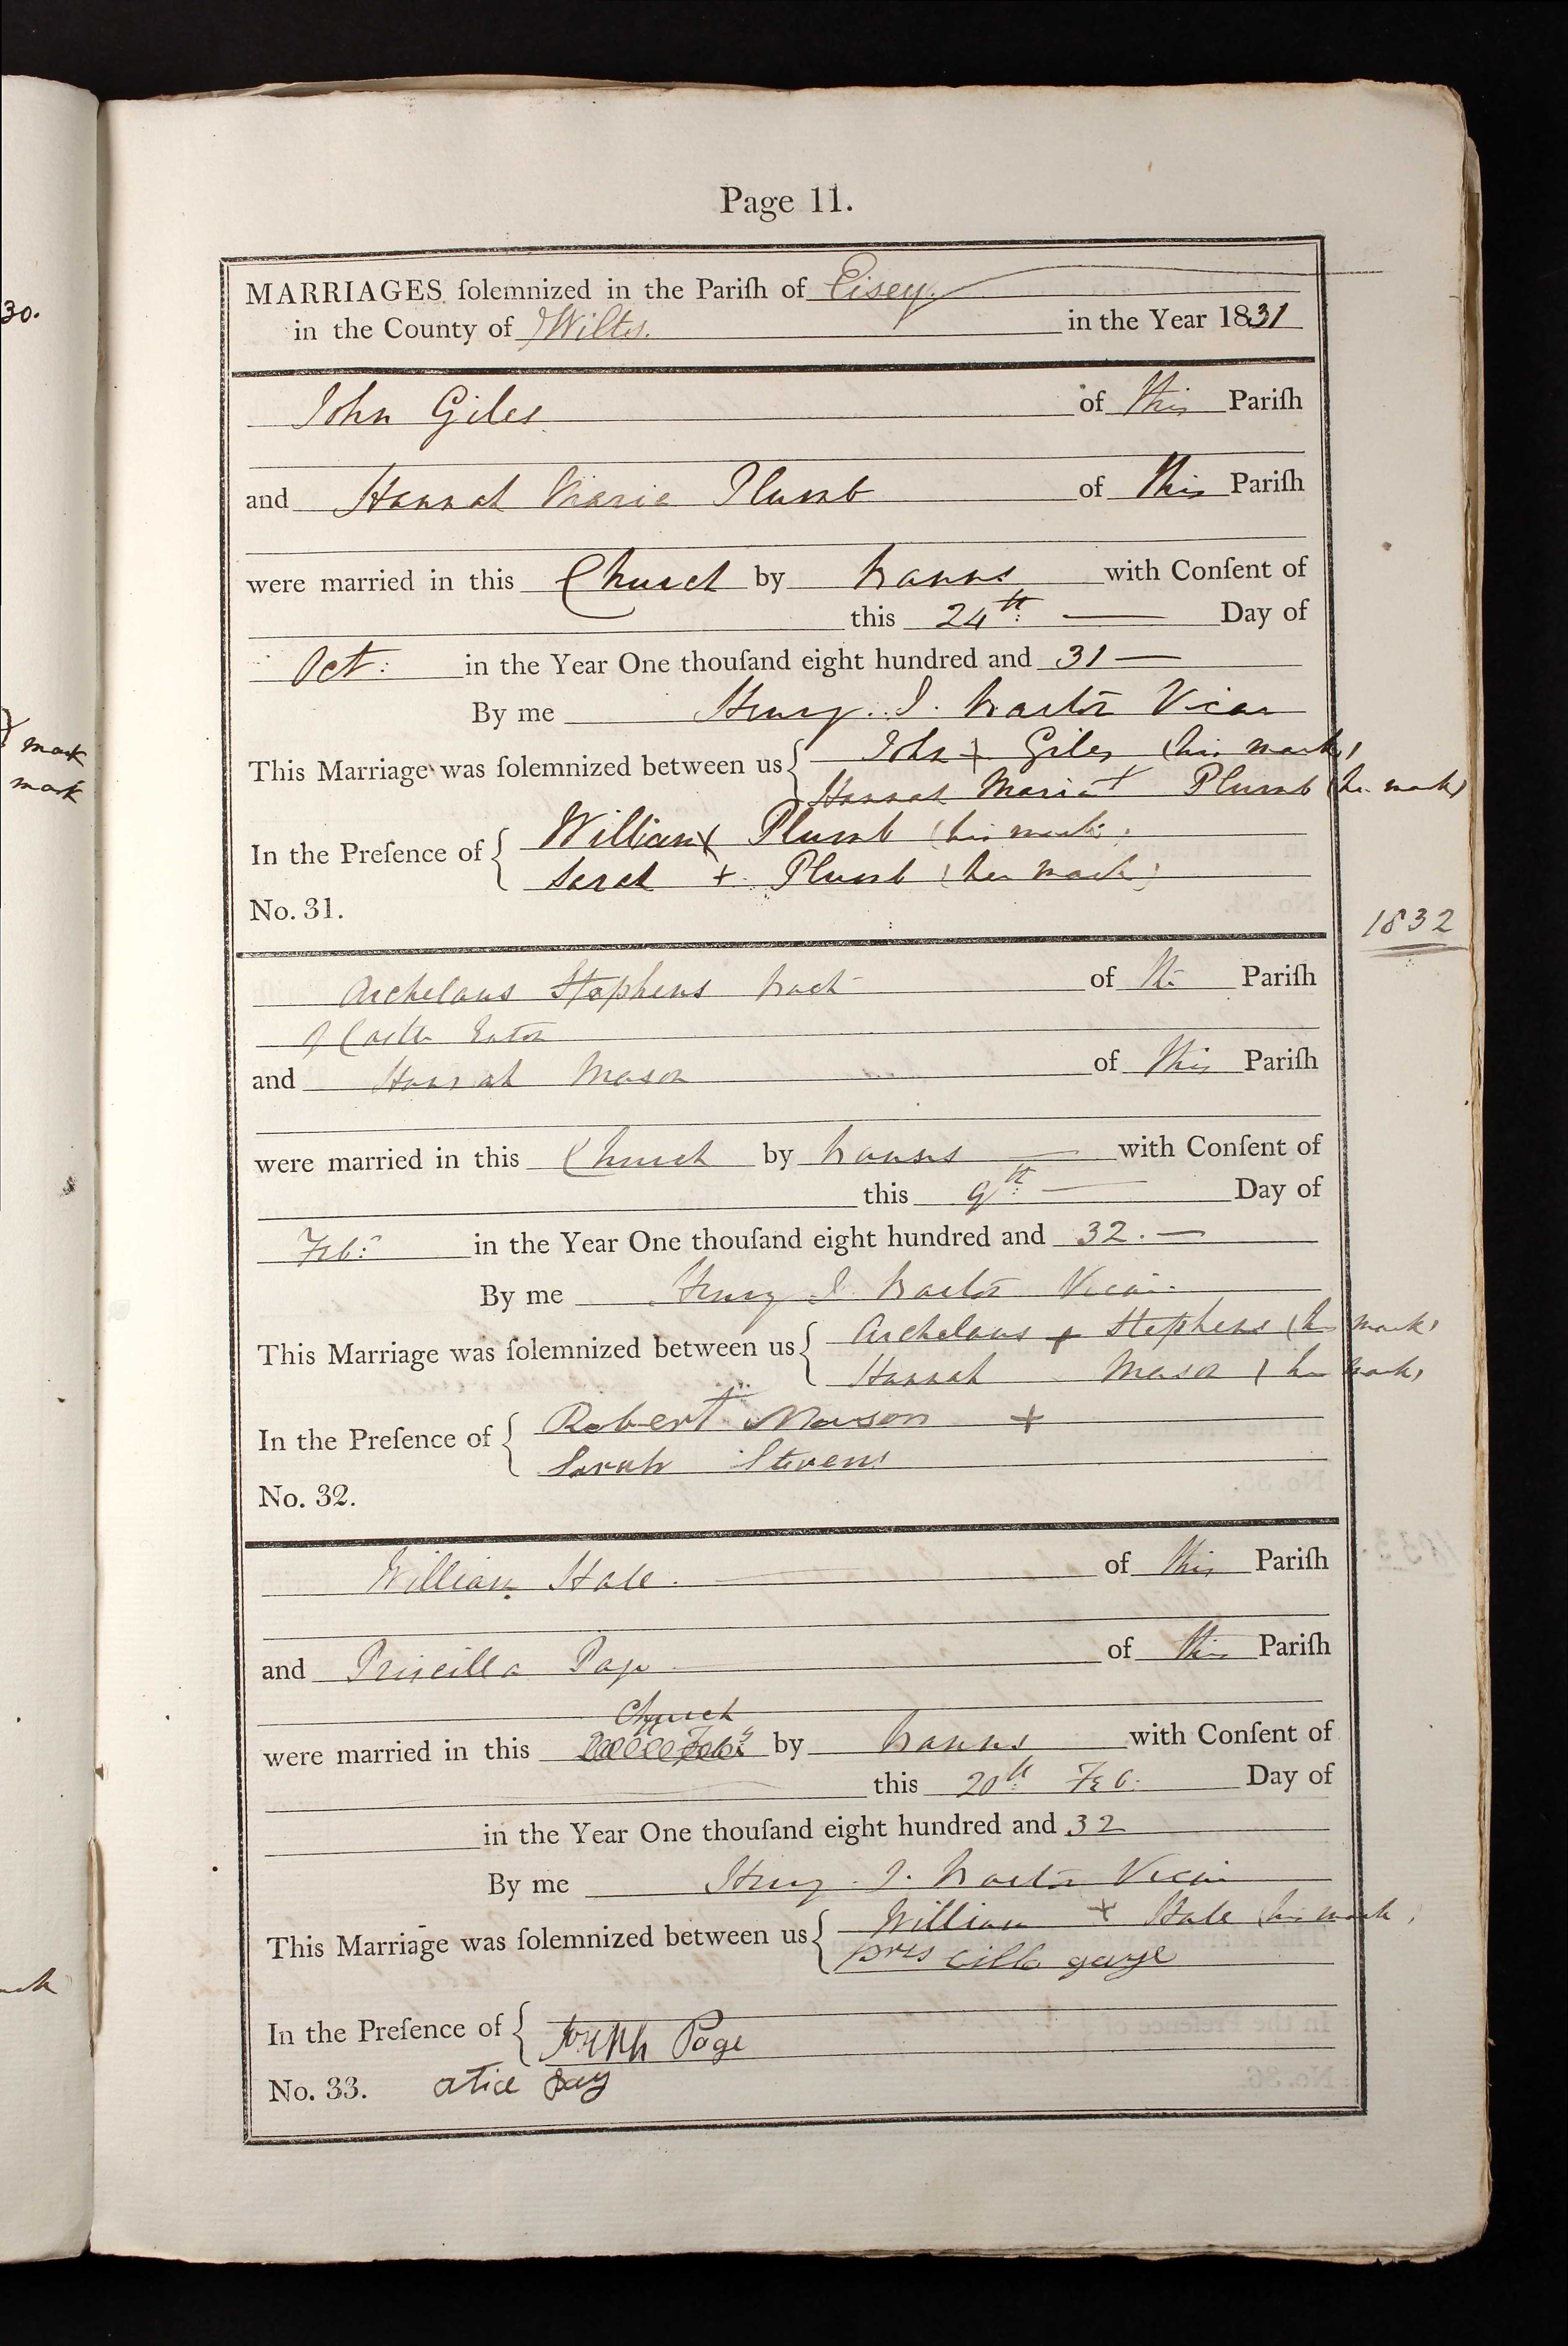 30.
mark
mark
Page 11.
MARRIAGES ſolemnized in the Pariſh of Eisey
in the County of Wilts. in the Year 1831
John Giles of this Pariſh
and Hannah Maria Plumb of this Pariſh
were married in this Church by banns with Conſent of
this 24th Day of
Oct: in the Year One thouſand eight hundred and 31
By me Henry I. Vicar
This Marriage was ſolemnized between us John + Giles (his mark)
Hannah Maria + Plumb (her mark)
In the Preſence of William X Plumb (his mark)
Sarah + Plumb (her mark)
No. 31.
1832
Archelaus Stephens Bach of the Pariſh
of Castle Eaton
and Hannah Mason of this Pariſh
were married in this Church by banns with Conſent of
this 9th Day of
Feb: in the Year One thouſand eight hundred and 32.
By me Henry I. Vicar
This Marriage was ſolemnized between us Archelaus + Stephens (his mark)
Hannah Mason (her mark)
In the Preſence of Robert Mason +
Sarah Stevens
No. 32.
William Hale of this Pariſh
and Priscilla Page of this Pariſh
Church
were married in this by banns with Conſent of
this 20th Feb. Day of
in the Year One thouſand eight hundred and 32
By me Henry I. Vicar
This Marriage was ſolemnized between us William + Hale (his mark)
pris cilla
In the Preſence of Joseph Page
No. 33.